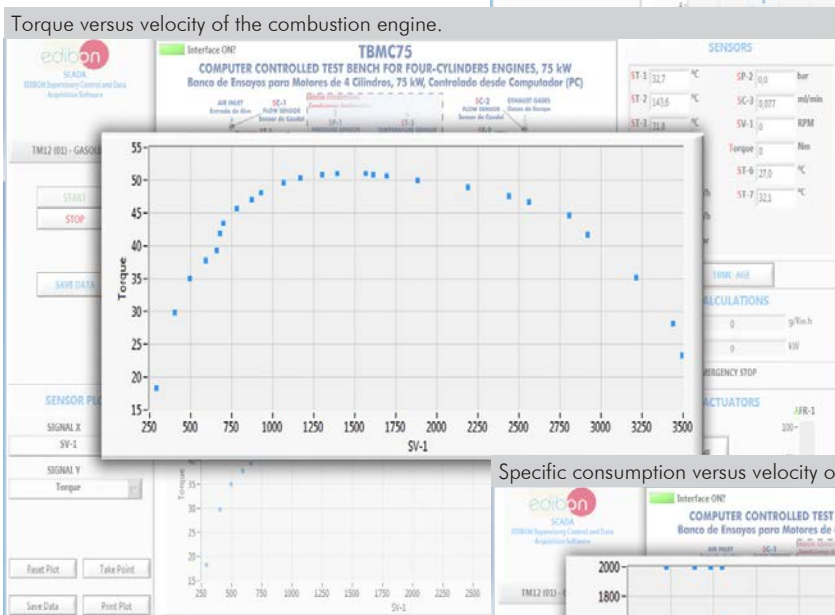 Torque versus velocity of the combustion engine.
edibon
SCADA
EDIBON Supervisory Control and Data
Acquisition Software
Interface ON?
TBMC75
COMPUTER CONTROLLED TEST BENCH FOR FOUR-CYLINDERS ENGINES, 75 kW
Banco de Ensayos para Motores de 4 Cilindros, 75 kW, Controlado desde Computador (PC)
AIR INLET
Entrada de Aire
SC-1
FLOW SENSOR
Sensor de Caudal
SC-2
FLOW SENSOR
Sensor de Caudal
EXHAUST GASES
Gases de Escape
SENSORS
ST-1 32,7 ºC SP-2 0,0 bar
ST-2 143,6 ºC SC-3 0,077 ml/min
ST-3 31,8 ºC SV-1 0 RPM
Torque 0 Nm
ST-6 27,0 ºC
ST-7 32,1 ºC
TM12 (01) - GASOLI
START
STOP
SAVE DATA
TBMC-AGE
CALCULATIONS
0 g/Kw.h
0 kW
EMERGENCY STOP
ACTUATORS
AFR-1
100-
SENSOR PLO
SIGNAL X
SV-1
SIGNAL Y
Torque
Reset Plot Take Point
Save Data Print Plot
Torque
55
50
45
40
35
30
25
20
15
250 500 750 1000 1250 1500 1750 2000 2250 2500 2750 3000 3250 3500
SV-1
Torque
35
30
25
20
15
250 500 750 1000 1250 1500 1750 2000 2250 2500
SV-1
Specific consumption versus velocity o
edibon
SCADA
EDIBON Supervisory Control and Data
Acquisition Software
Interface ON?
COMPUTER CONTROLLED TEST
Banco de Ensayos para Motores de
AIR INLET
SC-1
TM12 (01) - G
2000
1800